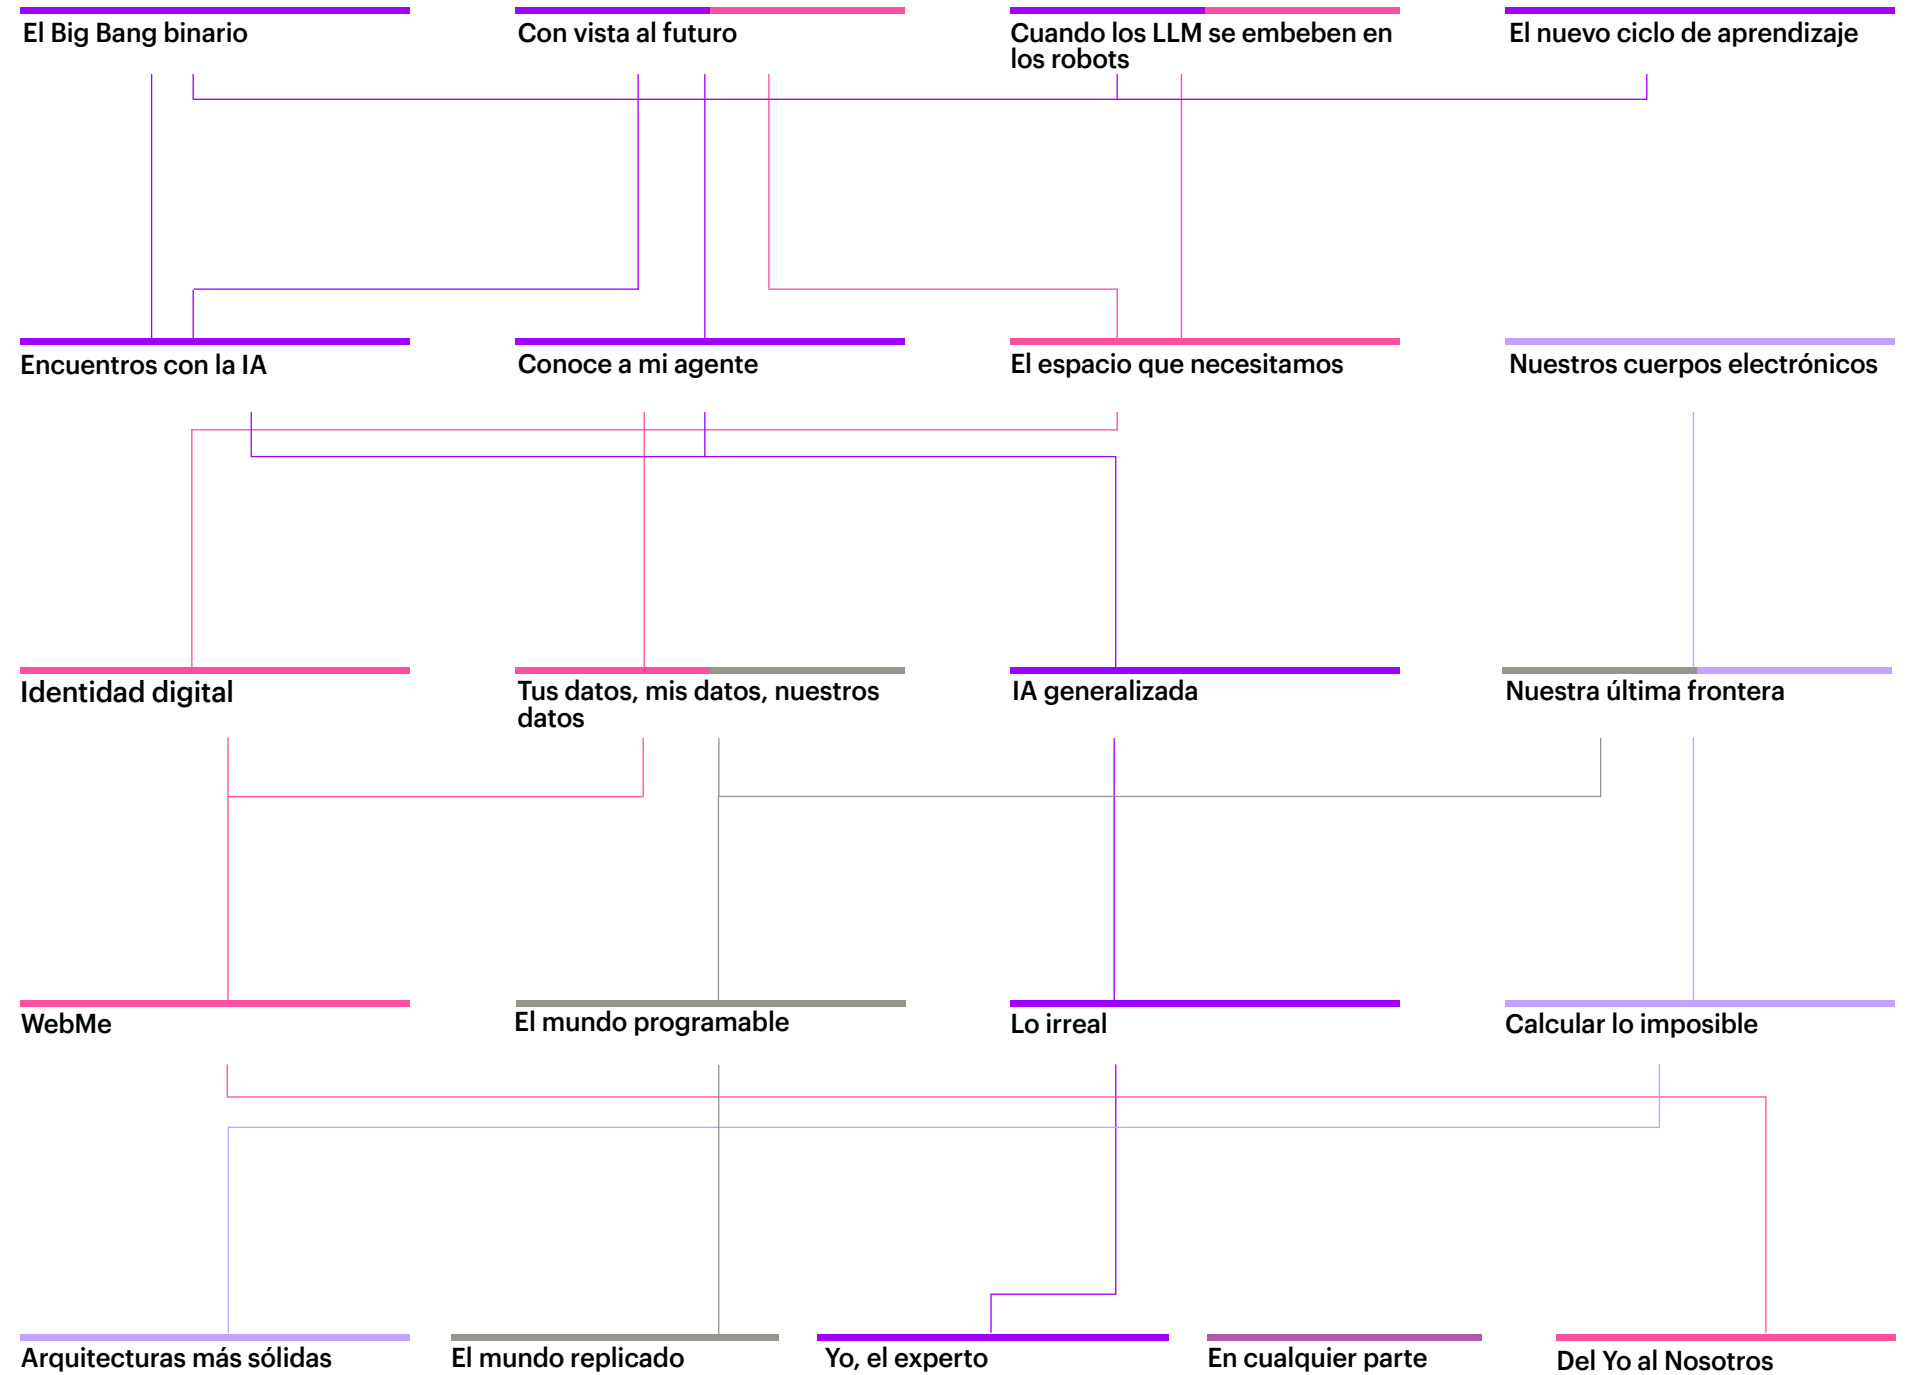 El Big Bang binario
Con vista al futuro
Cuando los LLM se embeben en
los robots
El nuevo ciclo de aprendizaje
Encuentros con la IA
Conoce a mi agente
El espacio que necesitamos
Nuestros cuerpos electrónicos
Identidad digital
Tus datos, mis datos, nuestros
datos
IA generalizada
Nuestra última frontera
WebMe
El mundo programable
Lo irreal
Calcular lo imposible
Arquitecturas más sólidas
El mundo replicado
Yo, el experto
En cualquier parte
Del Yo al Nosotros